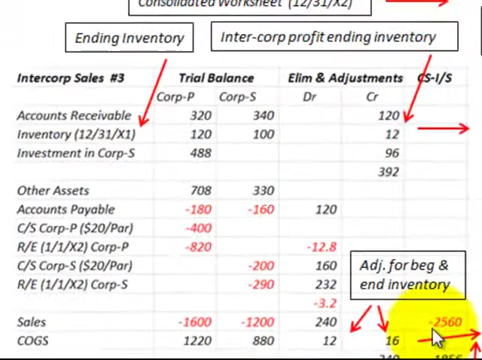 Consolidated Worksheet (12/31/X2)
Ending Inventory
Inter-corp profit ending inventory
Intercorp Sales #3 Trial Balance Elim & Adjustments CS-I/S
Corp-P Corp-S Dr Cr
Accounts Receivable 320 340 120
Inventory (12/31/X1) 120 100 12
Investment in Corp-S 488 96
392
Other Assets 708 330
Accounts Payable -180 -160 120
C/S Corp-P ($20/Par) -400
R/E (1/1/X2) Corp-P -820 -12.8
C/S Corp-S ($20/Par) -200 160
R/E (1/1/X2) Corp-S -290 232
-3.2
Adj. for beg &
end inventory
Sales -1600 -1200 240 -2560
COGS 1220 880 12 16
240 1856